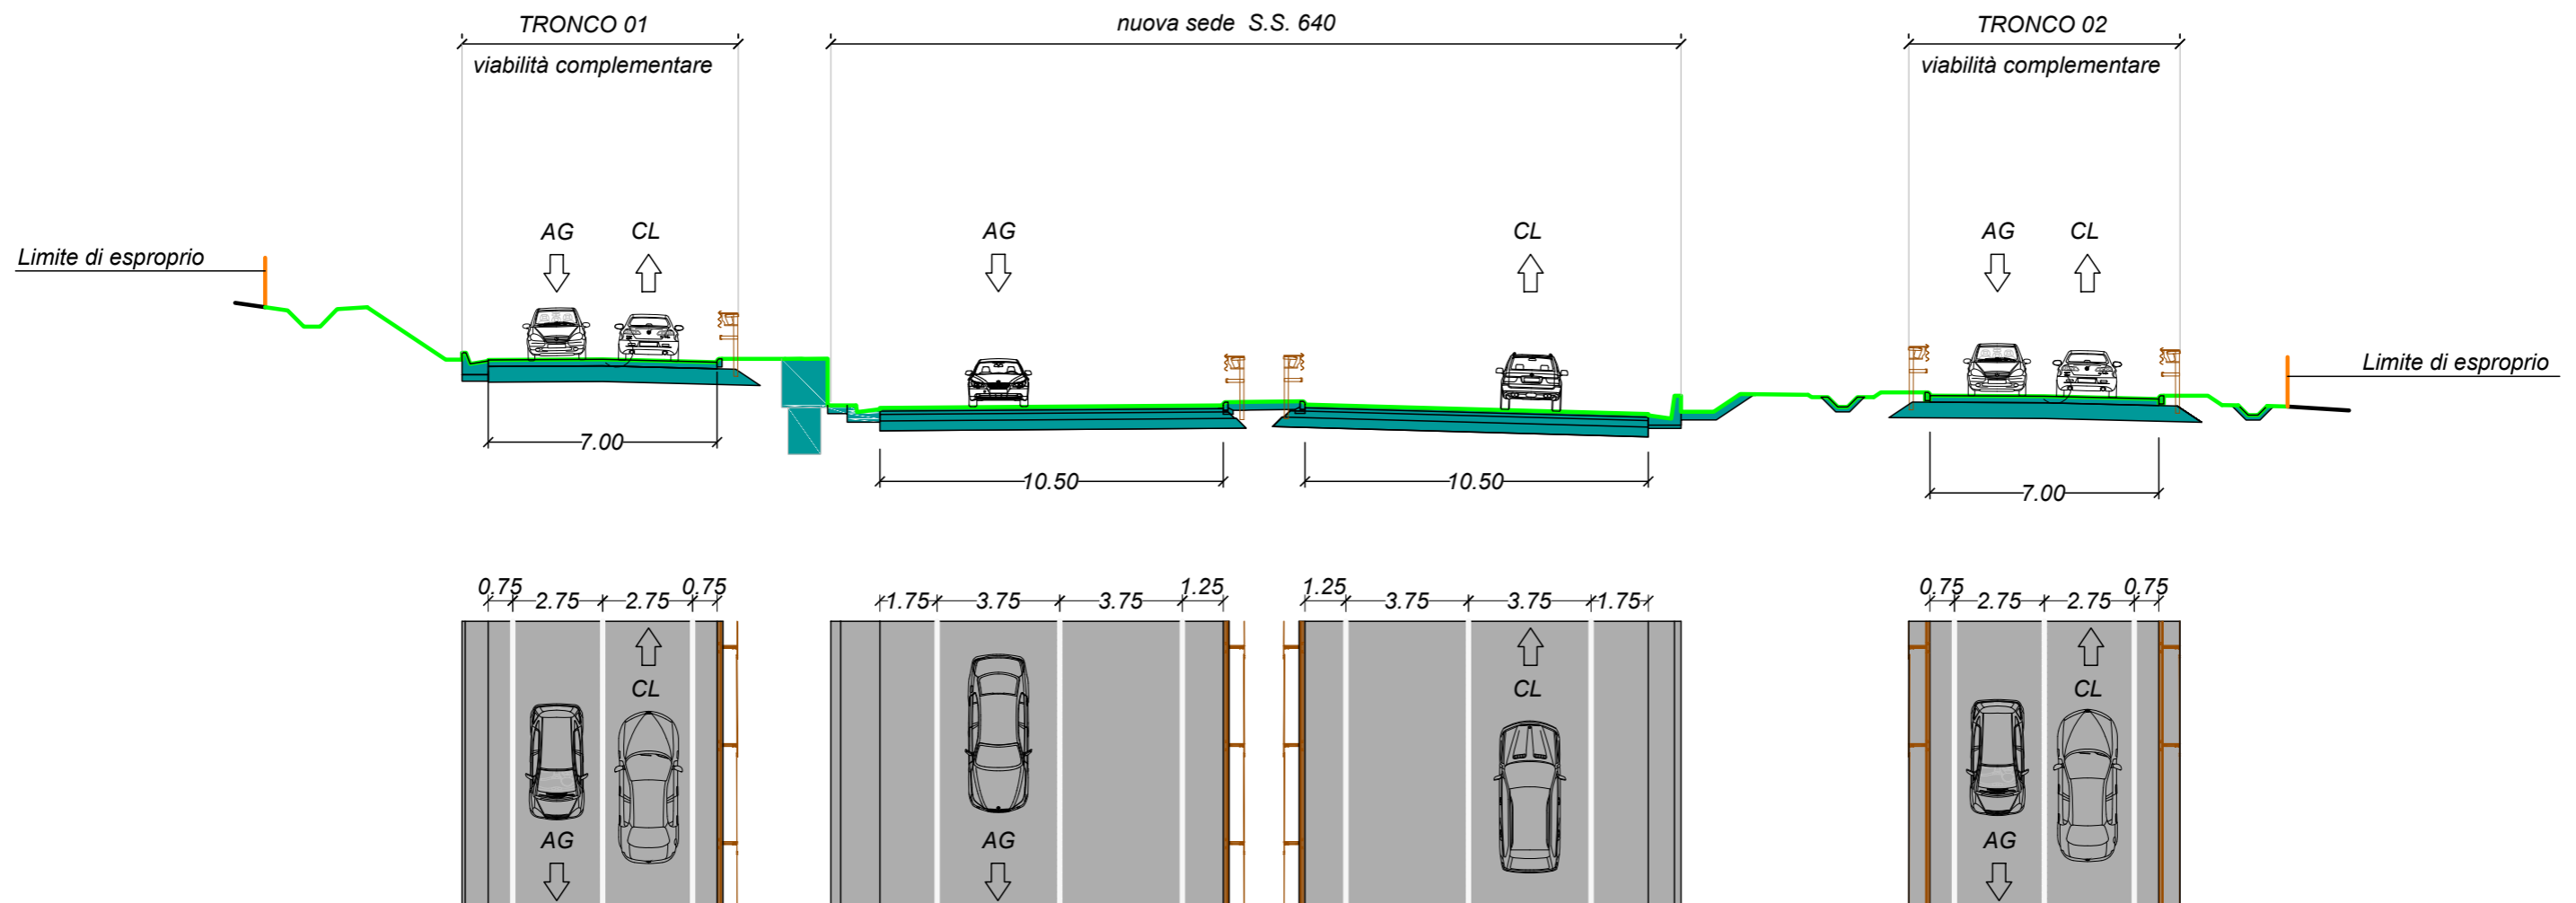 TRONCO 01
nuova sede S.S. 640
TRONCO 02
viabilità complementare
viabilità complementare
AG CL
AG
CL
AG CL
Limite di esproprio
Limite di esproprio
7.00
10.50
10.50
7.00
0.75 2.75 2.75 0.75
1.75 3.75 3.75 1.25
1.25 3.75 3.75 1.75
0.75 2.75 2.75 0.75
CL
CL
CL
AG
AG
AG